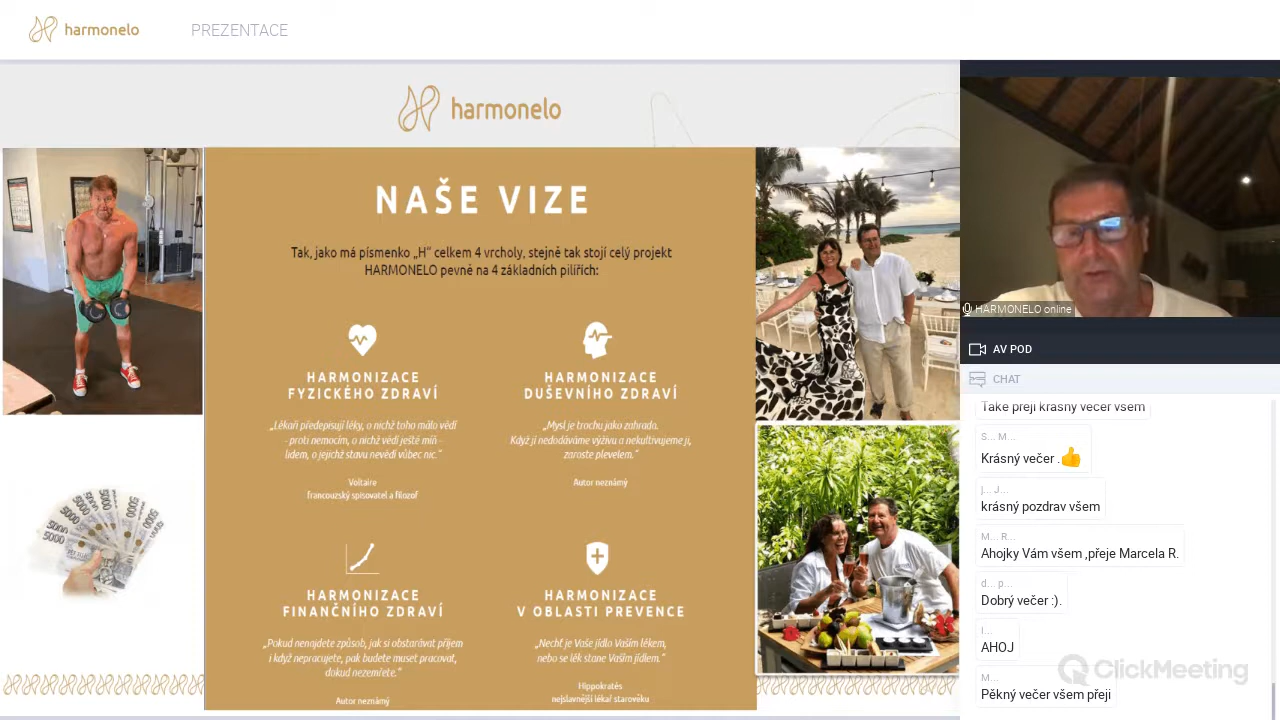 harmonelo
PREZENTACE
harmonelo
NAŠE VIZE
Tak, jako má písmenko „H“ celkem 4 vrcholy, stejně tak stojí celý projekt
HARMONELO pevně na 4 základních pilířích:
HARMONIZACE
FYZICKÉHO ZDRAVÍ
„Lékaři předepisují léky, o nichž toho málo vědí
- proti nemocím, o nichž vědí ještě míň -
lidem, o jejichž stavu nevědí vůbec nic.“
Voltaire
francouzský spisovatel a filozof
HARMONIZACE
DUŠEVNÍHO ZDRAVÍ
„Mysl je trochu jako zahrada.
Když jí nedodáváme výživu a nekultivujeme ji,
zaroste plevelem.“
Autor neznámý
HARMONIZACE
FINANČNÍHO ZDRAVÍ
„Pokud nenajdete způsob, jak si obstarávat příjem
i když nepracujete, pak budete muset pracovat,
dokud nezemřete.“
Autor neznámý
HARMONIZACE
V OBLASTI PREVENCE
„Nechť je Vaše jídlo Vaším lékem,
nebo se lék stane Vaším jídlem.“
Hippokratés
nejslavnější lékař starověku
5000
5000
HARMONELO online
AV POD
CHAT
Take přeji krasny večer všem
S... M...
Krásný večer .👍
j... J...
krásný pozdrav všem
M... R...
Ahojky Vám všem ,přeje Marcela R.
d... p...
Dobrý večer :).
I...
AHOJ
M...
Pěkný večer všem přeji
ClickMeeting